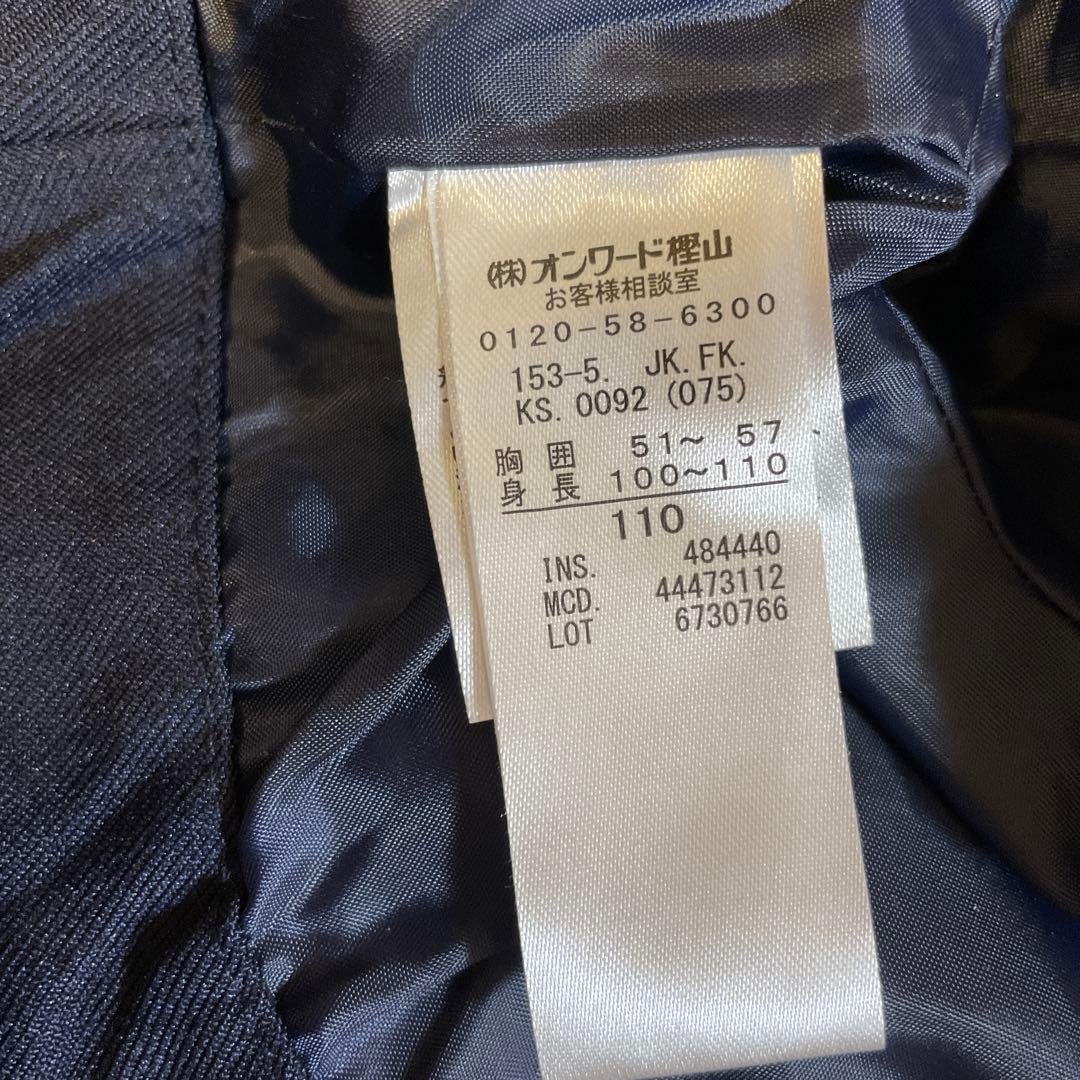 (株)オンワード樫山
お客様相談室
0120-58-6300
153-5. JK. FK.
KS. 0092 (075)
胸囲 51〜 57
身長 100〜110
110
INS. 484440
MCD. 44473112
LOT 6730766